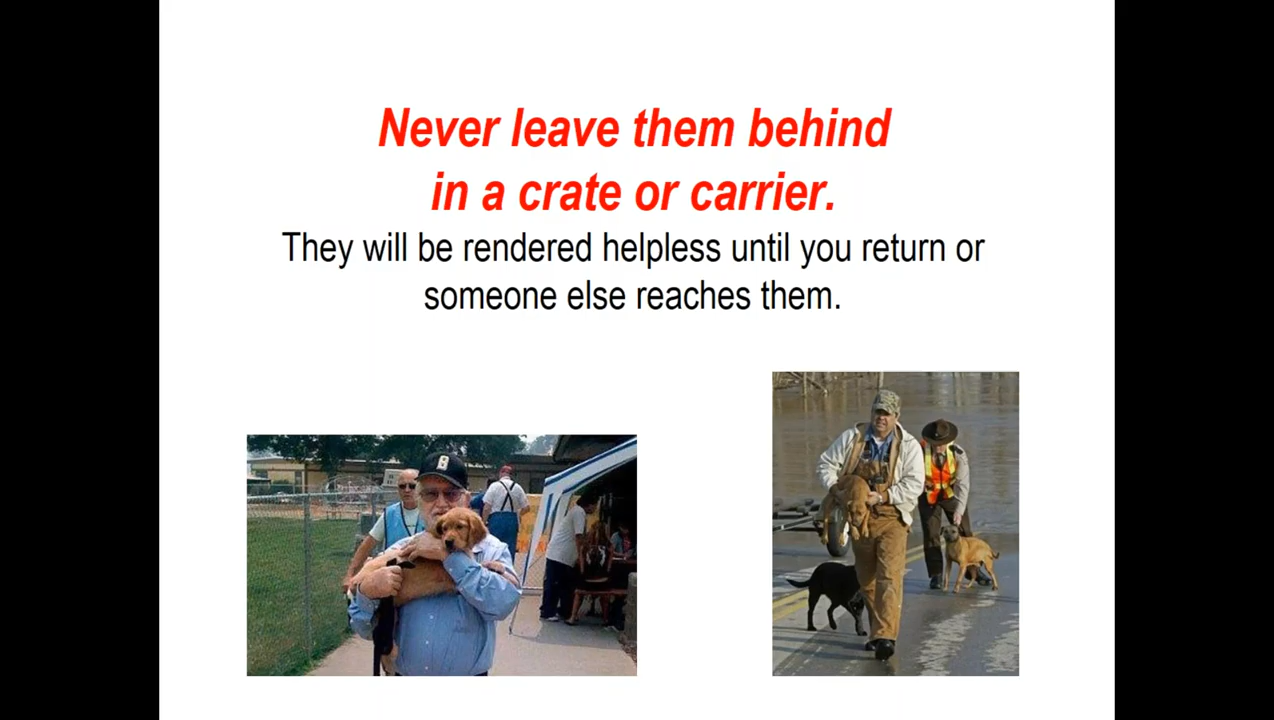 Never leave them behind
in a crate or carrier.
They will be rendered helpless until you return or
someone else reaches them.